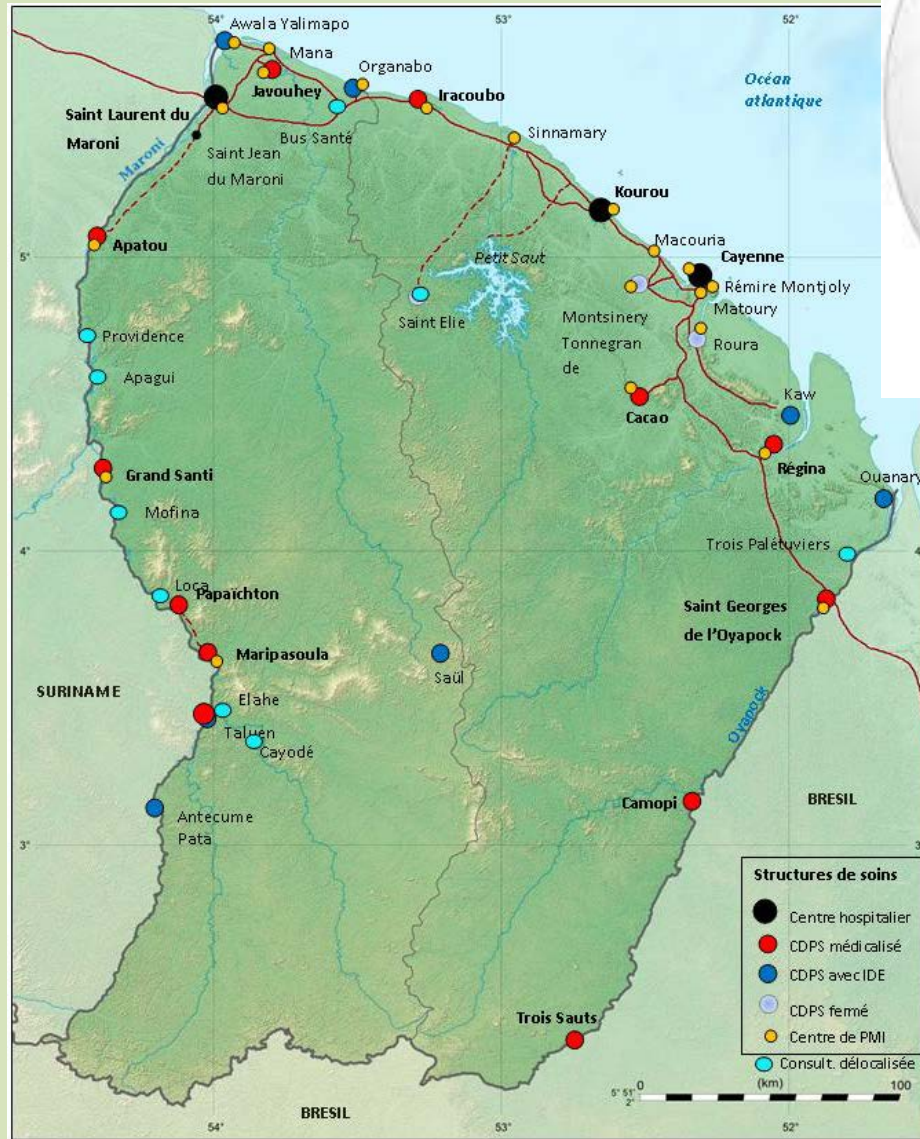 54°
53°
52°
Awala Yalimapo
Mana
Organabo
Océan
atlantique
Javouhey
Iracoubo
Saint Laurent du
Maroni
Bus Santé
Sinnamary
Maroni
Saint Jean
du Maroni
Kourou
5°
Apatou
Macouria
Petit Saut
Cayenne
Rémire Montjoly
Saint Elie
Montsinery
Tonnegran
de
Matoury
Roura
Providence
Apagui
Kaw
Cacao
Grand Santi
Régina
Ouanary
Mofina
4°
4
Trois Palétuviers
Loca
Papaïchton
Saint Georges
de l'Oyapock
Maripasoula
Saül
SURINAME
Elahe
Taluen
Cayodé
Oyapock
Camopi
BRESIL
Antecume
Pata
3°
3
Structures de soins
Centre hospitalier
CDPS médicalisé
CDPS avec IDE
CDPS fermé
Centre de PMI
Consult. délocalisée
Trois Sauts
5° 51°
2°
0
(km)
100
BRESIL
54°
53°
52°